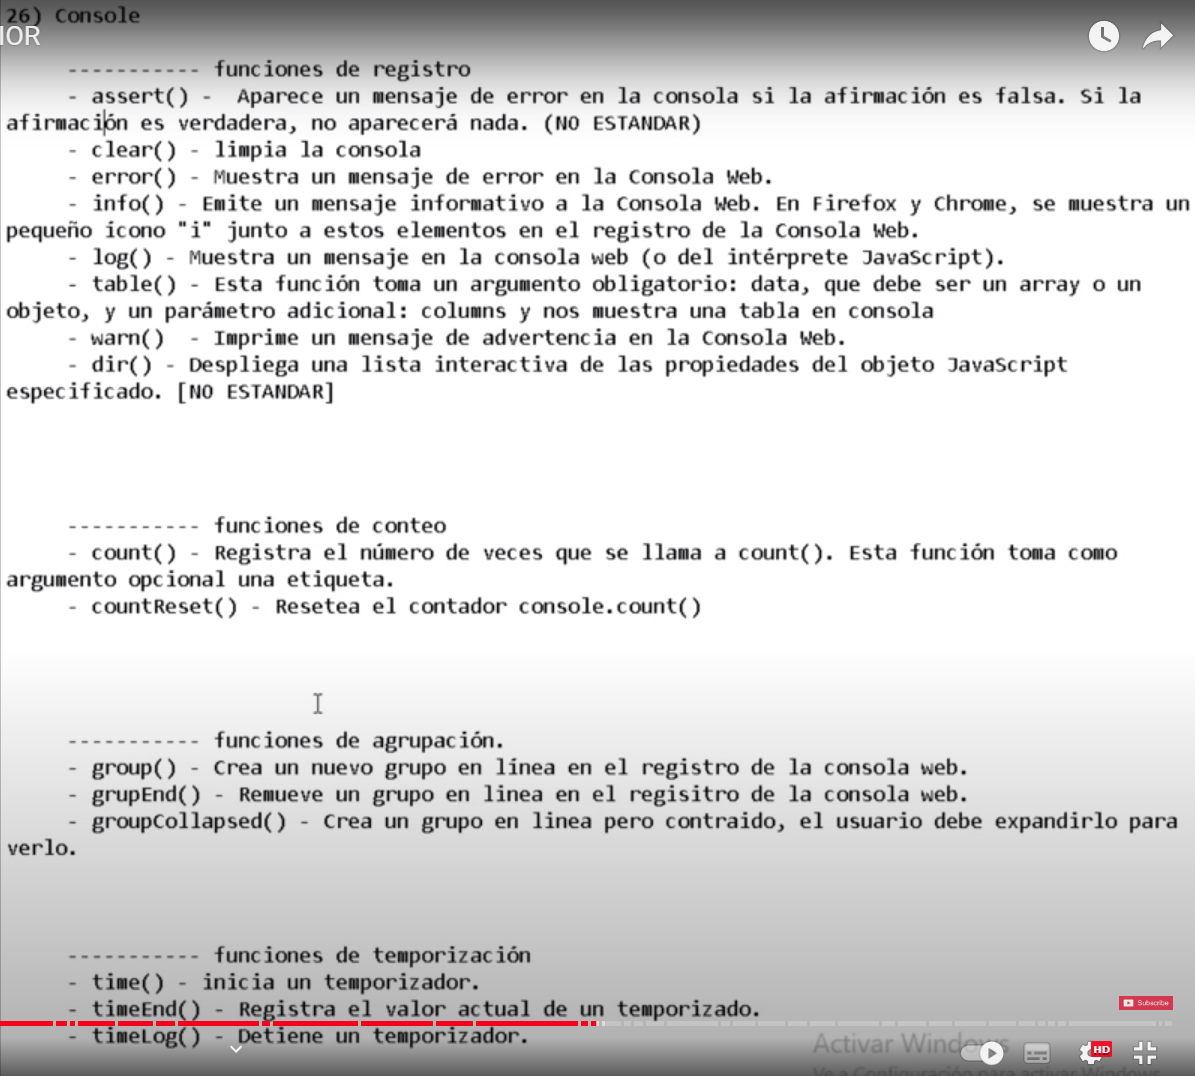 26) Console
IOR
----------- funciones de registro
- assert() -  Aparece un mensaje de error en la consola si la afirmación es falsa. Si la
afirmación es verdadera, no aparecerá nada. (NO ESTANDAR)
- clear() - limpia la consola
- error() - Muestra un mensaje de error en la Consola Web.
- info() - Emite un mensaje informativo a la Consola Web. En Firefox y Chrome, se muestra un
pequeño ícono "i" junto a estos elementos en el registro de la Consola Web.
- log() - Muestra un mensaje en la consola web (o del intérprete JavaScript).
- table() - Esta función toma un argumento obligatorio: data, que debe ser un array o un
objeto, y un parámetro adicional: columns y nos muestra una tabla en consola
- warn()  - Imprime un mensaje de advertencia en la Consola Web.
- dir() - Despliega una lista interactiva de las propiedades del objeto JavaScript
especificado. [NO ESTANDAR]
----------- funciones de conteo
- count() - Registra el número de veces que se llama a count(). Esta función toma como
argumento opcional una etiqueta.
- countReset() - Resetea el contador console.count()
----------- funciones de agrupación.
- group() - Crea un nuevo grupo en línea en el registro de la consola web.
- grupEnd() - Remueve un grupo en linea en el regisitro de la consola web.
- groupCollapsed() - Crea un grupo en linea pero contraido, el usuario debe expandirlo para
verlo.
----------- funciones de temporización
- time() - inicia un temporizador.
- timeEnd() - Registra el valor actual de un temporizado.
Subscribe
- timeLog() - Detiene un temporizador.
Activar Windows
HD
Ve a Configuración para activar Windows